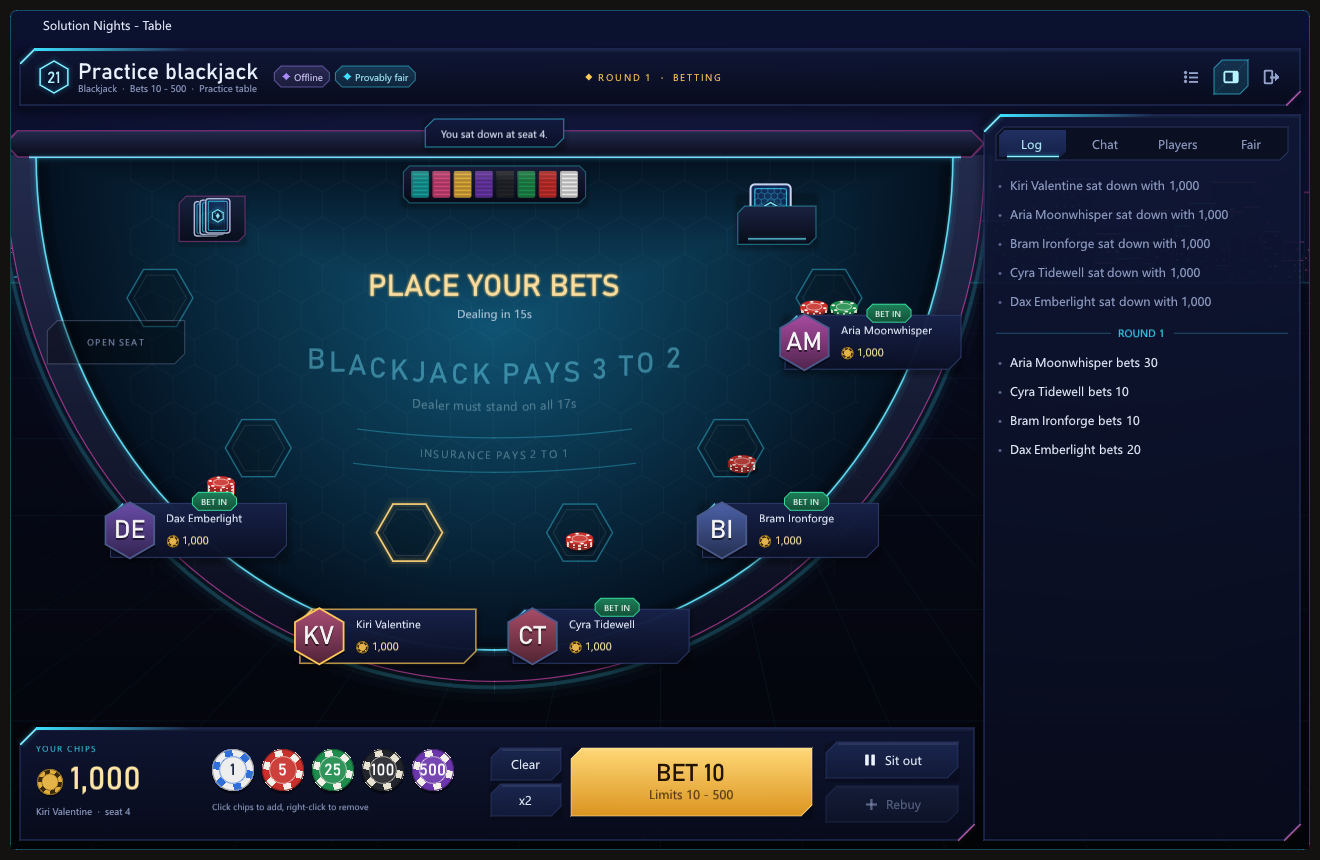 Solution Nights - Table
21
Practice blackjack
Blackjack · Bets 10 - 500 · Practice table
Offline
Provably fair
ROUND 1 · BETTING
You sat down at seat 4.
PLACE YOUR BETS
Dealing in 15s
BLACKJACK PAYS 3 TO 2
Dealer must stand on all 17s
INSURANCE PAYS 2 TO 1
OPEN SEAT
BET IN
AM
Aria Moonwhisper
1,000
BET IN
DE
Dax Emberlight
1,000
BET IN
BI
Bram Ironforge
1,000
KV
Kiri Valentine
1,000
BET IN
CT
Cyra Tidewell
1,000
Log
Chat
Players
Fair
Kiri Valentine sat down with 1,000
Aria Moonwhisper sat down with 1,000
Bram Ironforge sat down with 1,000
Cyra Tidewell sat down with 1,000
Dax Emberlight sat down with 1,000
ROUND 1
Aria Moonwhisper bets 30
Cyra Tidewell bets 10
Bram Ironforge bets 10
Dax Emberlight bets 20
YOUR CHIPS
1,000
Kiri Valentine · seat 4
1 5 25 100 500
Click chips to add, right-click to remove
Clear
x2
BET 10
Limits 10 - 500
Sit out
Rebuy